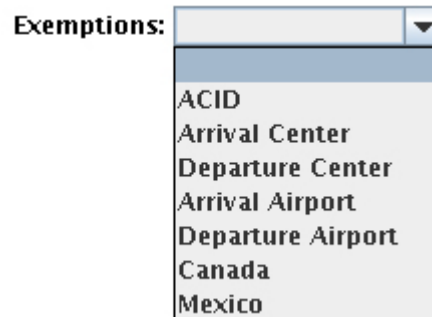 Exemptions:
ACID
Arrival Center
Departure Center
Arrival Airport
Departure Airport
Canada
Mexico